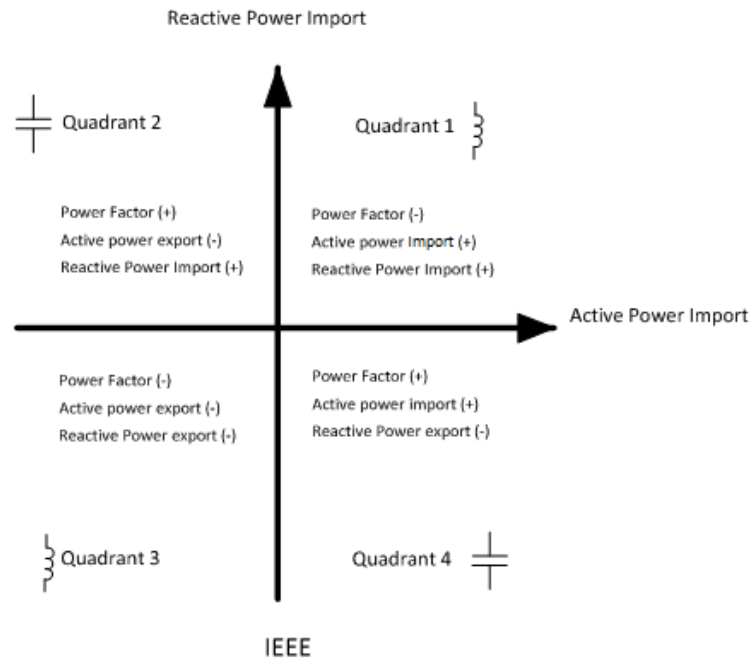 Reactive Power Import
Quadrant 2
Quadrant 1
Power Factor (+)
Active power export (-)
Reactive Power Import (+)
Power Factor (-)
Active power Import (+)
Reactive Power Import (+)
Active Power Import
Power Factor (-)
Active power export (-)
Reactive Power export (-)
Power Factor (+)
Active power import (+)
Reactive Power export (-)
Quadrant 3
Quadrant 4
IEEE